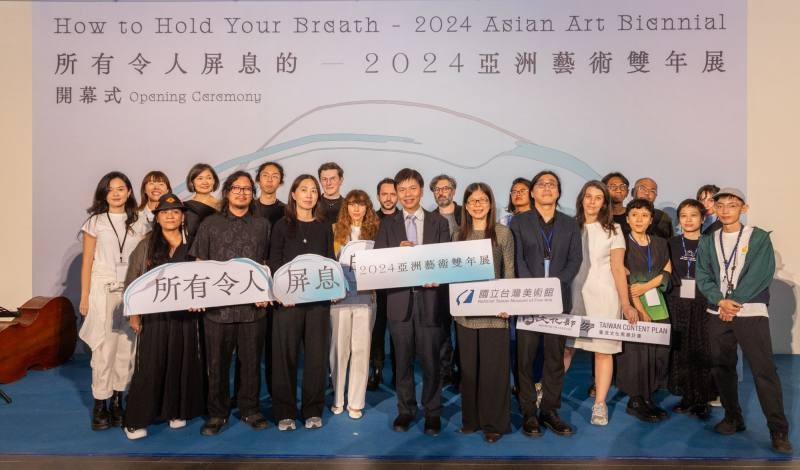 How to Hold Your Breath - 2024 Asian Art Biennial
所有令人屏息的 — 2024亞洲藝術雙年展
開幕式 Opening Ceremony
所有令人
屏息
2024亞洲藝術雙年展
國立台灣美術館
National Taiwan Museum of Fine Arts
文化部
TAIWAN CONTENT PLAN